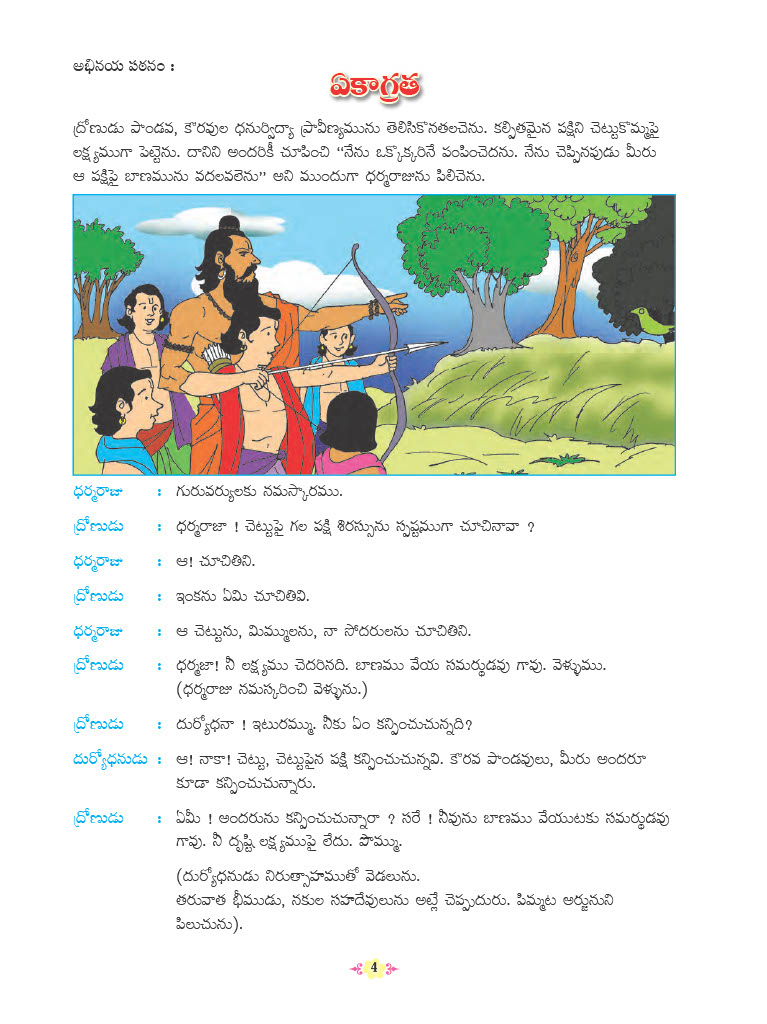 అభినయ పఠనం :
ఏకాగ్రత
ద్రోణుడు పాండవ, కౌరవుల ధనుర్విద్యా ప్రావీణ్యమును తెలిసికొనతలచెను. కల్పితమైన పక్షిని చెట్టుకొమ్మపై
లక్ష్యముగా పెట్టెను. దానిని అందరికీ చూపించి “నేను ఒక్కొక్కరినే పంపించెదను. నేను చెప్పినపుడు మీరు
ఆ పక్షిపై బాణమును వదలవలెను” అని ముందుగా ధర్మరాజును పిలిచెను.
ధర్మరాజు : గురువర్యులకు నమస్కారము.
ద్రోణుడు : ధర్మరాజా ! చెట్టుపై గల పక్షి శిరస్సును స్పష్టముగా చూచినావా ?
ధర్మరాజు : ఆ! చూచితిని.
ద్రోణుడు : ఇంకను ఏమి చూచితివి.
ధర్మరాజు : ఆ చెట్టును, మిమ్ములను, నా సోదరులను చూచితిని.
ద్రోణుడు : ధర్మజా! నీ లక్ష్యము చెదరినది. బాణము వేయ సమర్థుడవు గావు. వెళ్ళుము.
(ధర్మరాజు నమస్కరించి వెళ్ళును.)
ద్రోణుడు : దుర్యోధనా ! ఇటురమ్ము. నీకు ఏం కన్పించుచున్నది?
దుర్యోధనుడు : ఆ! నాకా! చెట్టు, చెట్టుపైన పక్షి కన్పించుచున్నవి. కౌరవ పాండవులు, మీరు అందరూ
కూడా కన్పించుచున్నారు.
ద్రోణుడు : ఏమీ ! అందరును కన్పించుచున్నారా ? సరే ! నీవును బాణము వేయుటకు సమర్థుడవు
గావు. నీ దృష్టి లక్ష్యముపై లేదు. పొమ్ము.
(దుర్యోధనుడు నిరుత్సాహముతో వెడలును.
తరువాత భీముడు, నకుల సహదేవులును అట్లే చెప్పుదురు. పిమ్మట అర్జునుని
పిలుచును).
4